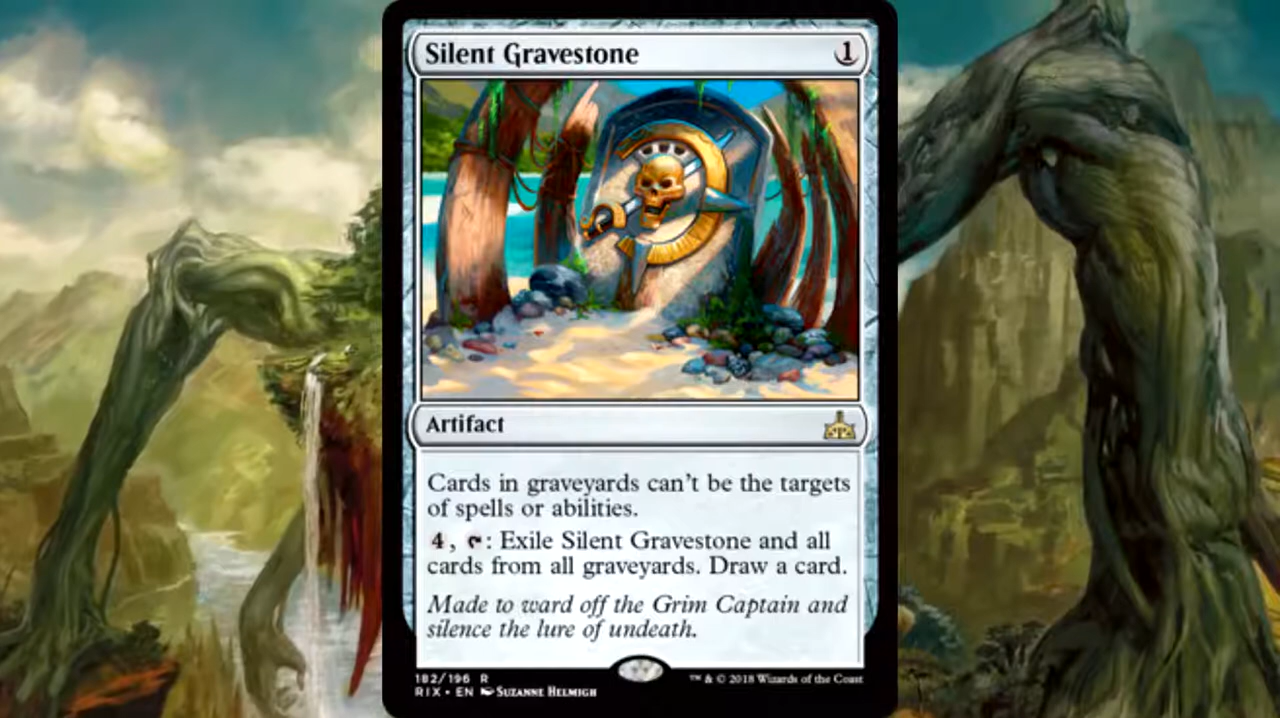 Silent Gravestone 1
Artifact
Cards in graveyards can't be the targets
of spells or abilities.
4, : Exile Silent Gravestone and all
cards from all graveyards. Draw a card.
Made to ward off the Grim Captain and
silence the lure of undeath.
182/196 R
RIX • EN Suzanne Helmigh
™ & © 2018 Wizards of the Coast